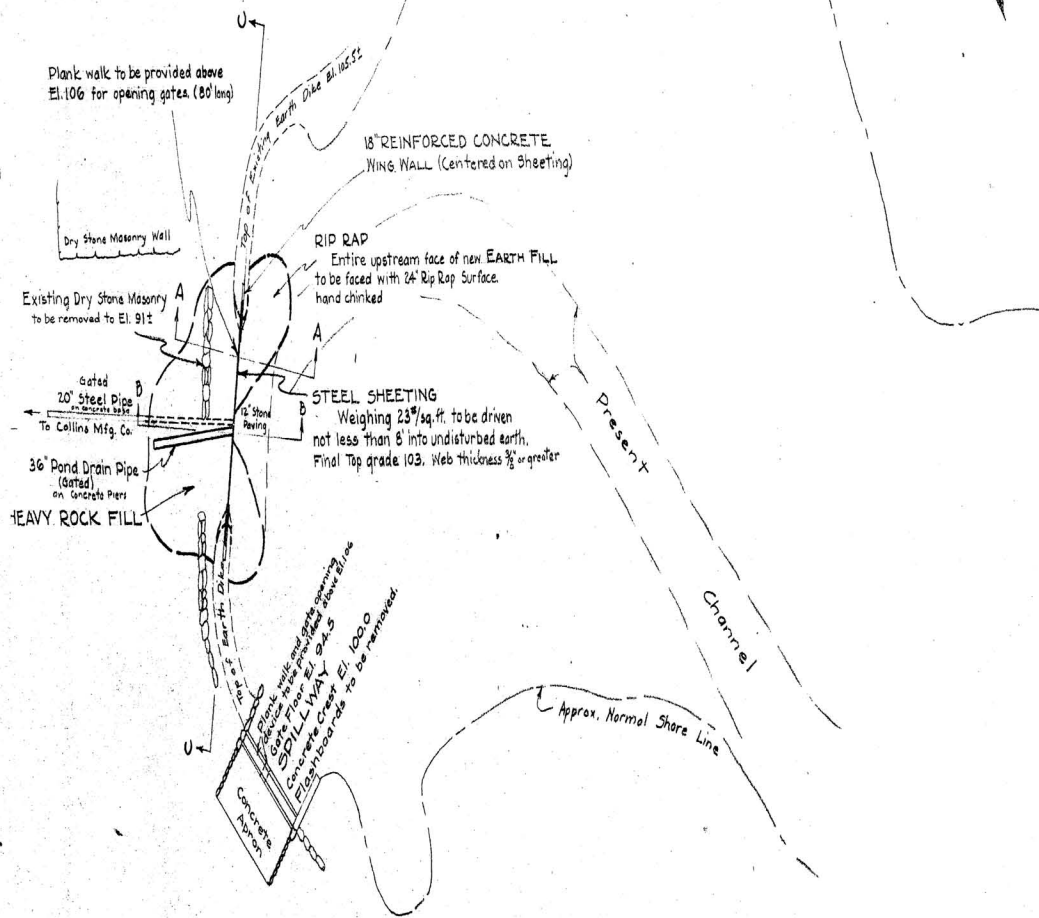 U
Plank walk to be provided above
El. 106 for opening gates. (80' long)
Top of Existing Earth Dike El. 105.5±
18" REINFORCED CONCRETE
WING WALL (Centered on Sheeting)
Dry Stone Masonry Wall
RIP RAP
Entire upstream face of new EARTH FILL
to be faced with 24" Rip Rap Surface.
hand chinked
Existing Dry Stone Masonry
to be removed to El. 91±
A
A
Gated
20" Steel Pipe
on concrete base
To Collins Mfg. Co.
B
B
12" Stone
Paving
STEEL SHEETING
Weighing 23#/sq.ft. to be driven
not less than 8' into undisturbed earth.
Final Top grade 103. Web thickness 3/8" or greater
36" Pond Drain Pipe
(Gated)
on Concrete Piers
HEAVY ROCK FILL
Present
Channel
Top of Earth Dike
Plank walk and gate opening
device to be provided above El. 106
Gate Floor El. 94.5
SPILLWAY
Concrete Crest El. 100.0
Flashboards to be removed.
U
Concrete
Apron
Approx. Normal Shore Line